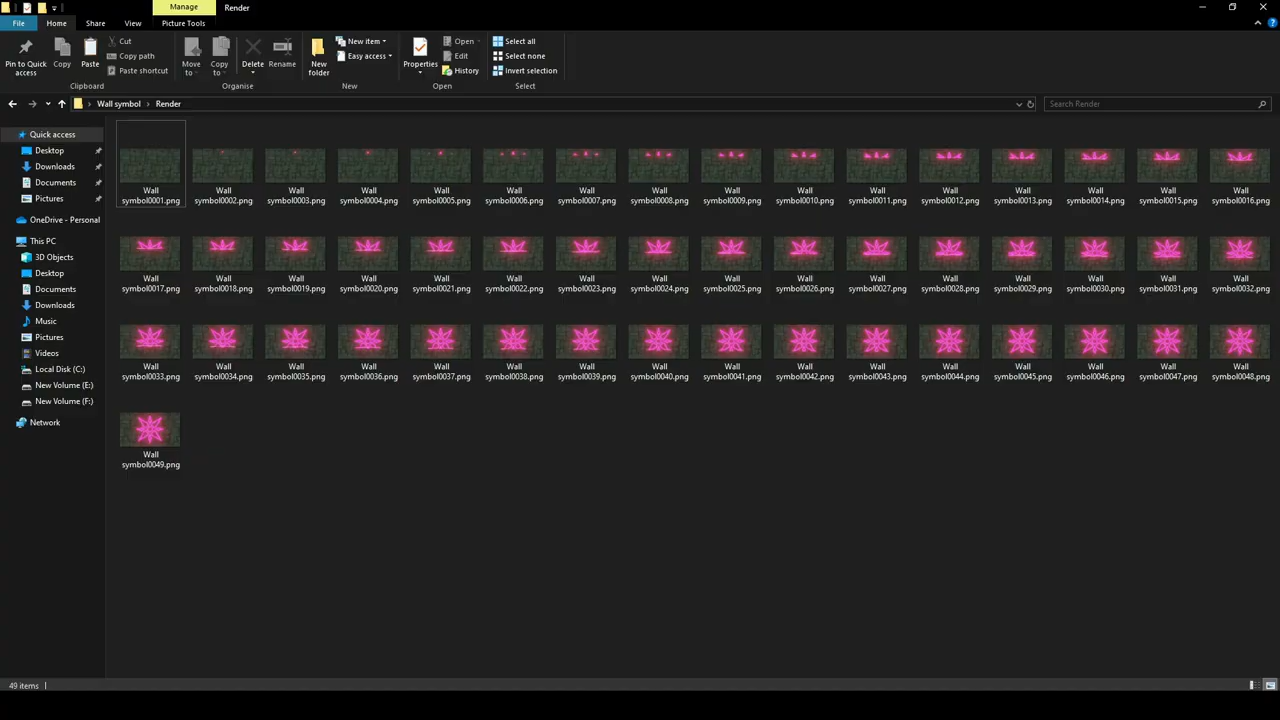 Manage
Render
File
Home
Share
View
Picture Tools
Pin to Quick
access
Copy
Paste
Cut
Copy path
Paste shortcut
Clipboard
Move
to
Copy
to
Delete
Rename
Organise
New
folder
New item
Easy access
New
Properties
Open
Edit
History
Open
Select all
Select none
Invert selection
Select
Wall symbol
Render
Search Render
Quick access
Desktop
Downloads
Documents
Pictures
OneDrive - Personal
This PC
3D Objects
Desktop
Documents
Downloads
Music
Pictures
Videos
Local Disk (C:)
New Volume (E:)
New Volume (F:)
Network
Wall
symbol0001.png
Wall
symbol0002.png
Wall
symbol0003.png
Wall
symbol0004.png
Wall
symbol0005.png
Wall
symbol0006.png
Wall
symbol0007.png
Wall
symbol0008.png
Wall
symbol0009.png
Wall
symbol0010.png
Wall
symbol0011.png
Wall
symbol0012.png
Wall
symbol0013.png
Wall
symbol0014.png
Wall
symbol0015.png
Wall
symbol0016.png
Wall
symbol0017.png
Wall
symbol0018.png
Wall
symbol0019.png
Wall
symbol0020.png
Wall
symbol0021.png
Wall
symbol0022.png
Wall
symbol0023.png
Wall
symbol0024.png
Wall
symbol0025.png
Wall
symbol0026.png
Wall
symbol0027.png
Wall
symbol0028.png
Wall
symbol0029.png
Wall
symbol0030.png
Wall
symbol0031.png
Wall
symbol0032.png
Wall
symbol0033.png
Wall
symbol0034.png
Wall
symbol0035.png
Wall
symbol0036.png
Wall
symbol0037.png
Wall
symbol0038.png
Wall
symbol0039.png
Wall
symbol0040.png
Wall
symbol0041.png
Wall
symbol0042.png
Wall
symbol0043.png
Wall
symbol0044.png
Wall
symbol0045.png
Wall
symbol0046.png
Wall
symbol0047.png
Wall
symbol0048.png
Wall
symbol0049.png
49 items